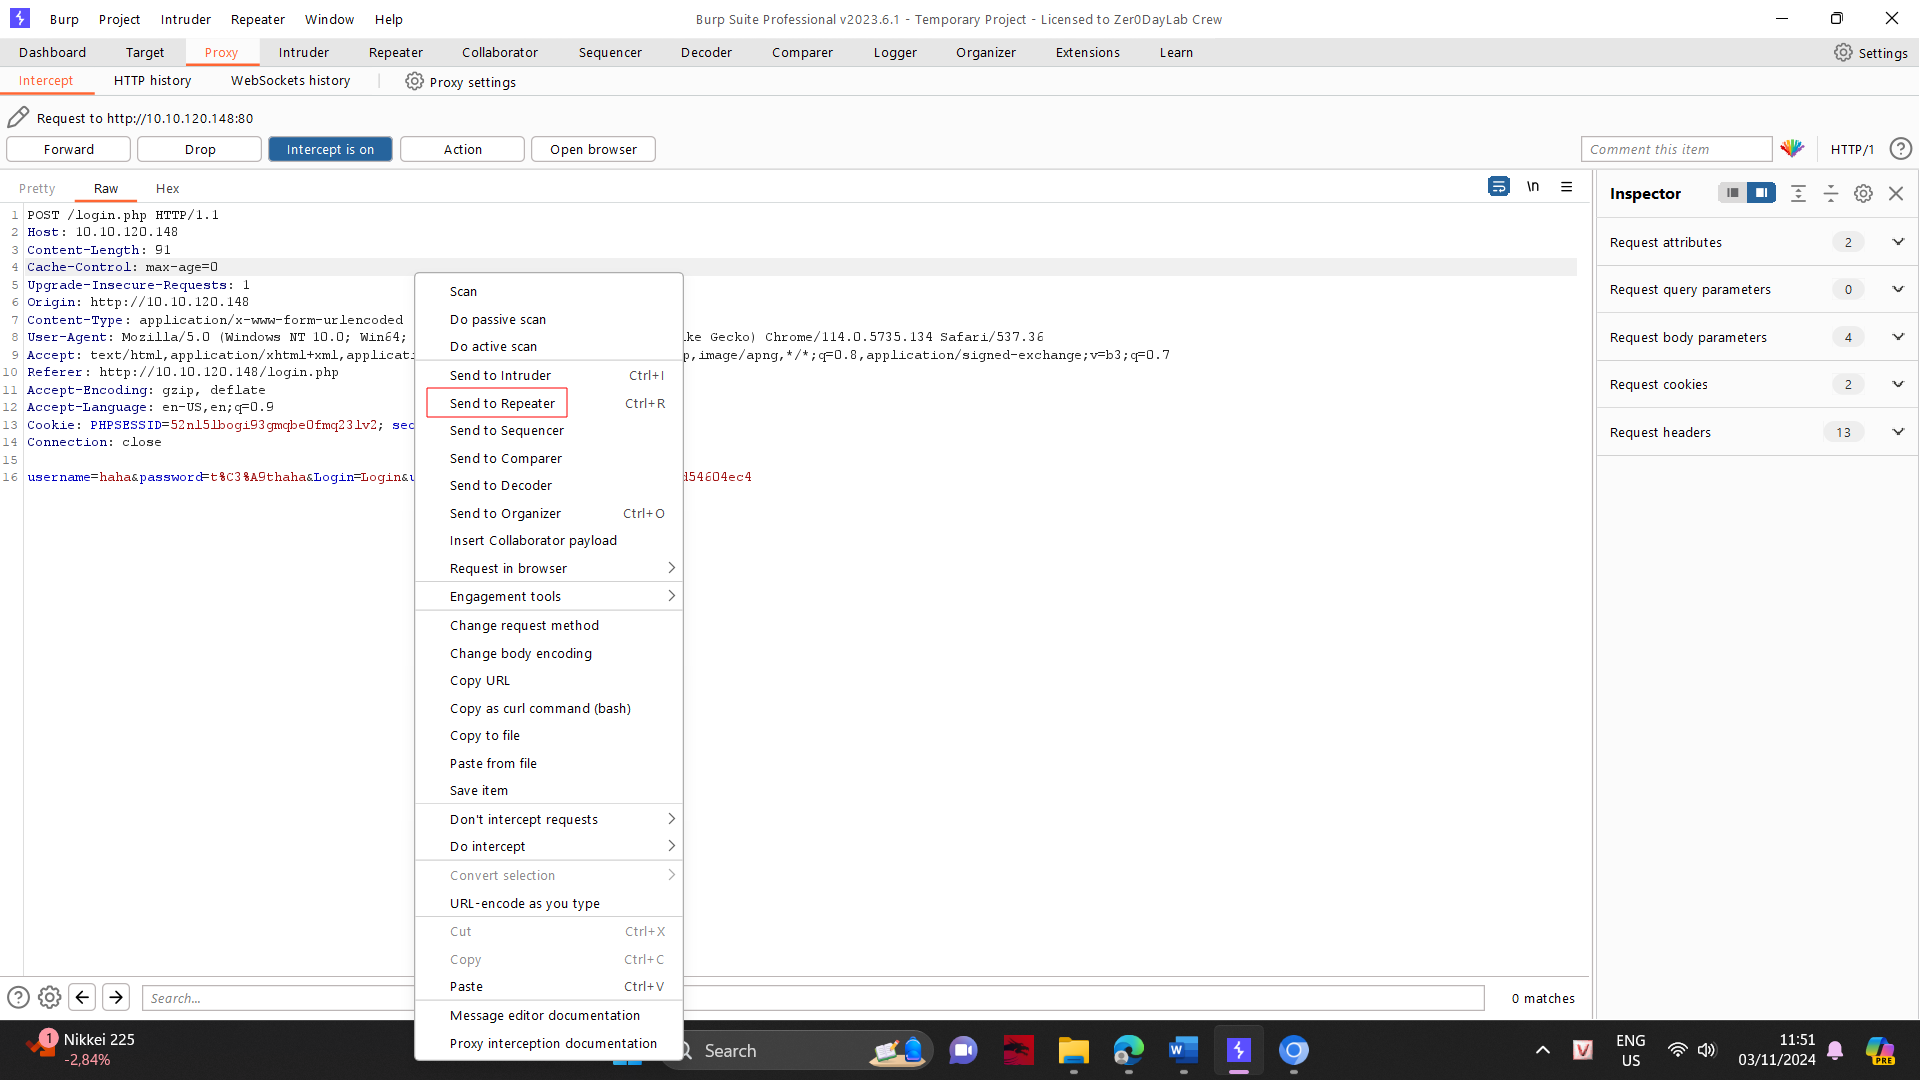 Burp Project Intruder Repeater Window Help
Burp Suite Professional v2023.6.1 - Temporary Project - Licensed to Zer0DayLab Crew
Dashboard Target Proxy Intruder Repeater Collaborator Sequencer Decoder Comparer Logger Organizer Extensions Learn
Settings
Intercept HTTP history WebSockets history Proxy settings
Request to http://10.10.120.148:80
Forward Drop Intercept is on Action Open browser
Comment this item
HTTP/1
Pretty Raw Hex
\n
1 POST /login.php HTTP/1.1
2 Host: 10.10.120.148
3 Content-Length: 91
4 Cache-Control: max-age=0
5 Upgrade-Insecure-Requests: 1
6 Origin: http://10.10.120.148
7 Content-Type: application/x-www-form-urlencoded
8 User-Agent: Mozilla/5.0 (Windows NT 10.0; Win64; ke Gecko) Chrome/114.0.5735.134 Safari/537.36
9 Accept: text/html,application/xhtml+xml,applicati p,image/apng,*/*;q=0.8,application/signed-exchange;v=b3;q=0.7
10 Referer: http://10.10.120.148/login.php
11 Accept-Encoding: gzip, deflate
12 Accept-Language: en-US,en;q=0.9
13 Cookie: PHPSESSID=52nl5lbogi93gmqbe0fmq23lv2; sec
14 Connection: close
15
16 username=haha&password=t%C3%A9thaha&Login=Login&u d54604ec4
Scan
Do passive scan
Do active scan
Send to Intruder Ctrl+I
Send to Repeater Ctrl+R
Send to Sequencer
Send to Comparer
Send to Decoder
Send to Organizer Ctrl+O
Insert Collaborator payload
Request in browser
Engagement tools
Change request method
Change body encoding
Copy URL
Copy as curl command (bash)
Copy to file
Paste from file
Save item
Don't intercept requests
Do intercept
Convert selection
URL-encode as you type
Cut Ctrl+X
Copy Ctrl+C
Paste Ctrl+V
Message editor documentation
Proxy interception documentation
Inspector
Request attributes 2
Request query parameters 0
Request body parameters 4
Request cookies 2
Request headers 13
Search...
0 matches
1
Nikkei 225
-2,84%
Search
PRE
ENG
US
11:51
03/11/2024